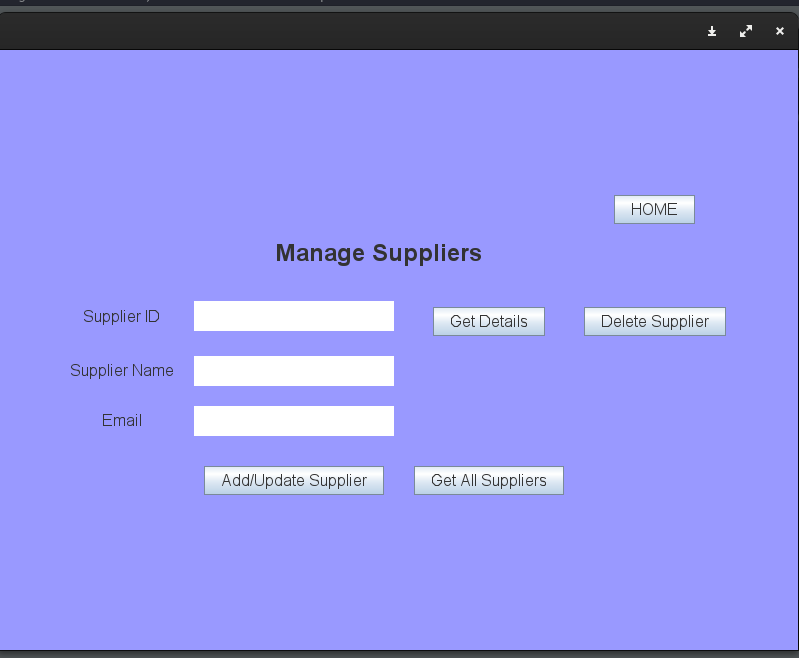 HOME
Manage Suppliers
Supplier ID
Get Details
Delete Supplier
Supplier Name
Email
Add/Update Supplier
Get All Suppliers